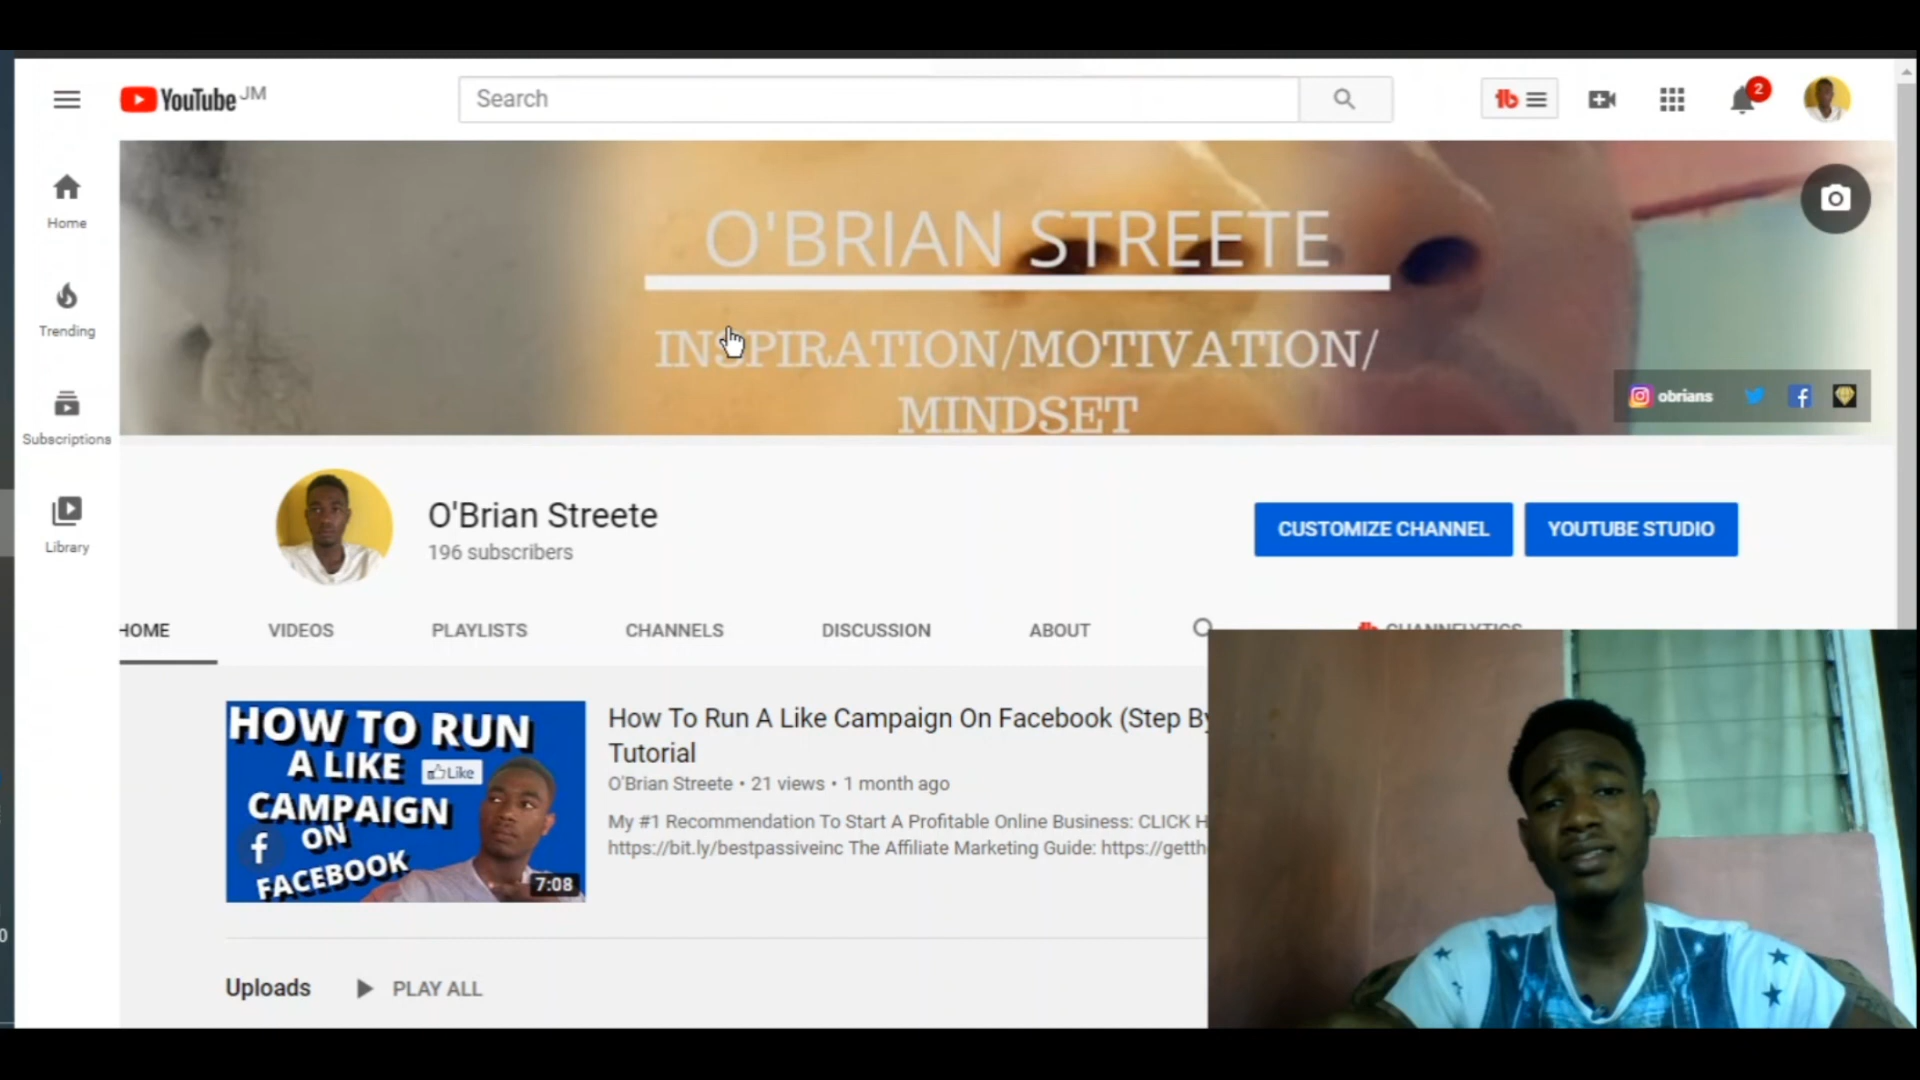 YouTube JM
Search
2
Home
Trending
Subscriptions
Library
O'BRIAN STREETE
INSPIRATION/MOTIVATION/
MINDSET
obrians
O'Brian Streete
196 subscribers
CUSTOMIZE CHANNEL
YOUTUBE STUDIO
HOME
VIDEOS
PLAYLISTS
CHANNELS
DISCUSSION
ABOUT
CHANNELYTICS
HOW TO RUN
A LIKE Like
CAMPAIGN
ON
FACEBOOK
7:08
How To Run A Like Campaign On Facebook (Step By
Tutorial
O'Brian Streete • 21 views • 1 month ago
My #1 Recommendation To Start A Profitable Online Business: CLICK H
https://bit.ly/bestpassiveinc The Affiliate Marketing Guide: https://getth
Uploads
PLAY ALL